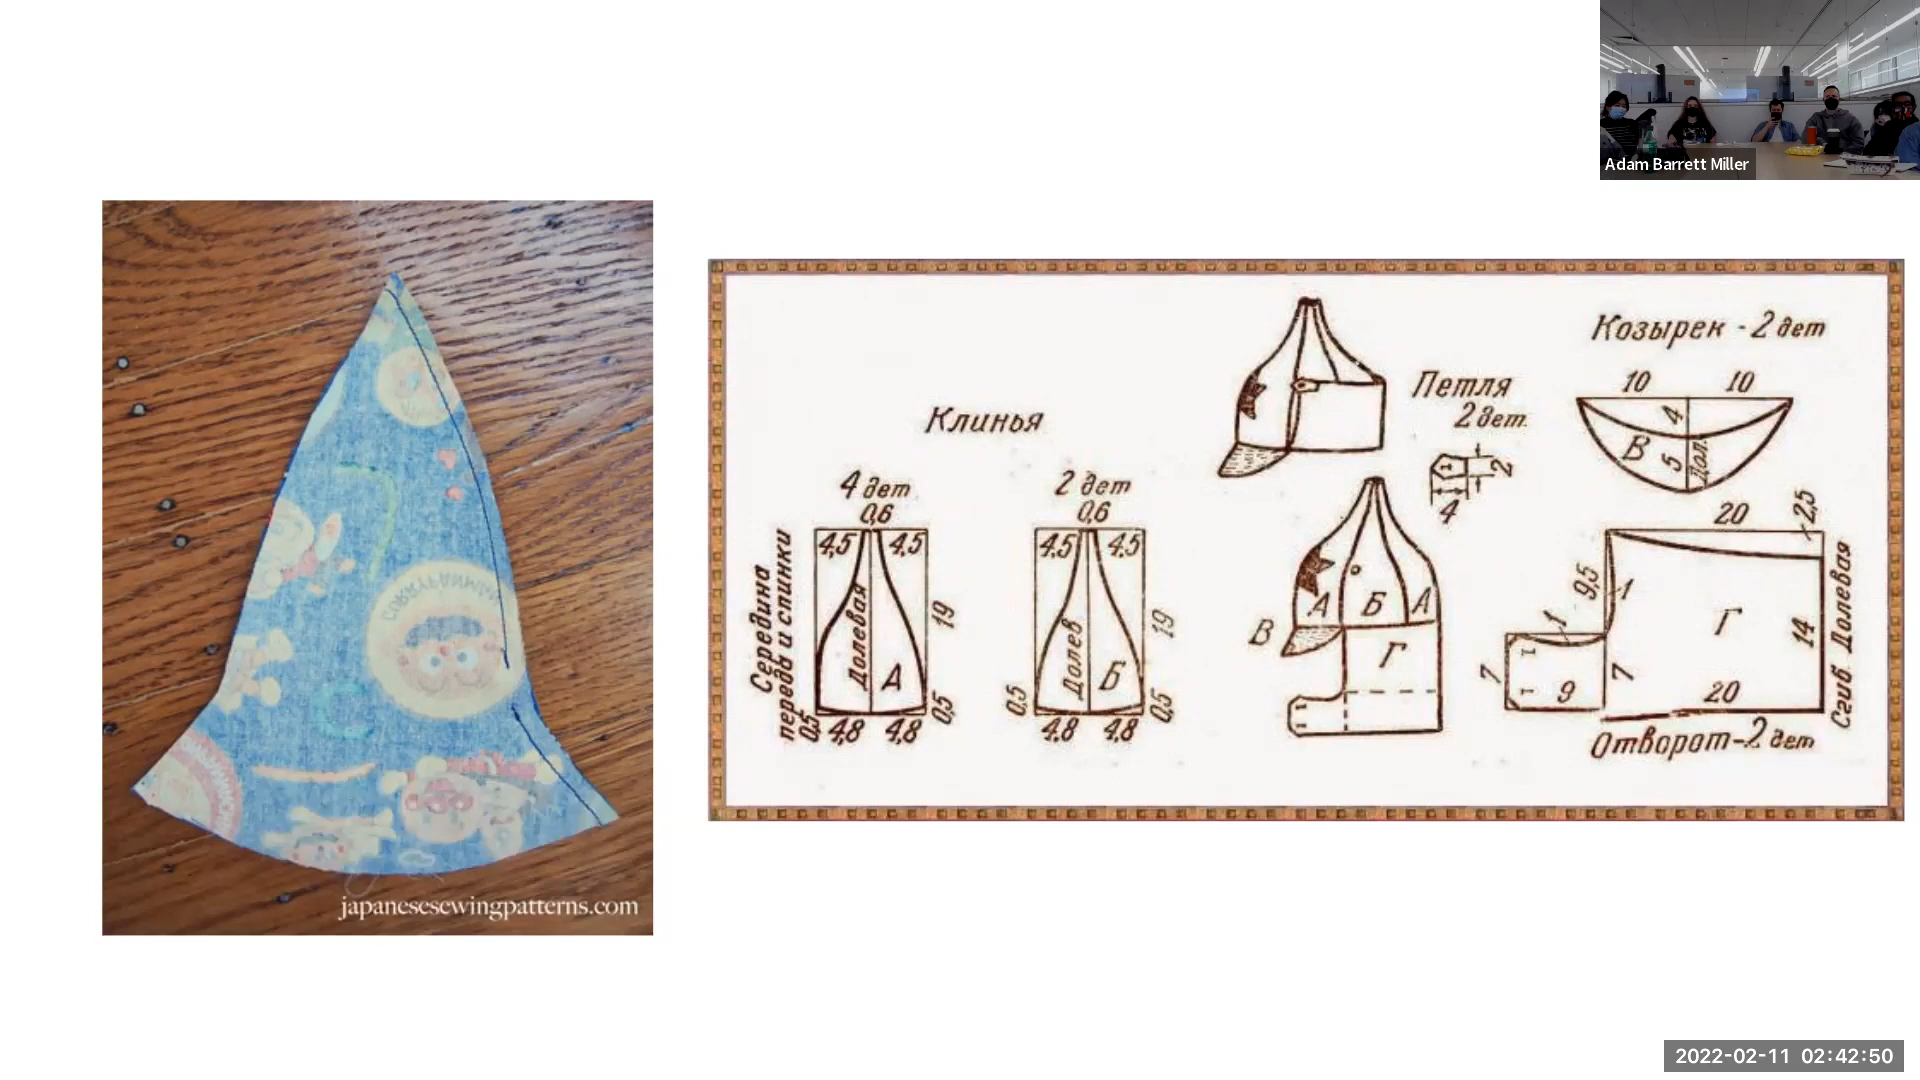 Adam Barrett Miller
CURRYPANMAN
japanesesewingpatterns.com
Козырек - 2 дет
10 10
4
В 5 Дол.
Петля
2 дет.
2
4
Клинья
4 дет
0,6
4,5 4,5
Середина
переда и спинки
Долевая
А
19
0,5 4,8 4,8 0,5
2 дет
0,6
4,5 4,5
Долев
Б
19
0,5 4,8 4,8 0,5
А Б А
В
Г
20 2,5
9,5 1
1
Г
14
7 9 7 20
Сгиб Долевая
Отворот-2 дет
2022-02-11 02:42:50